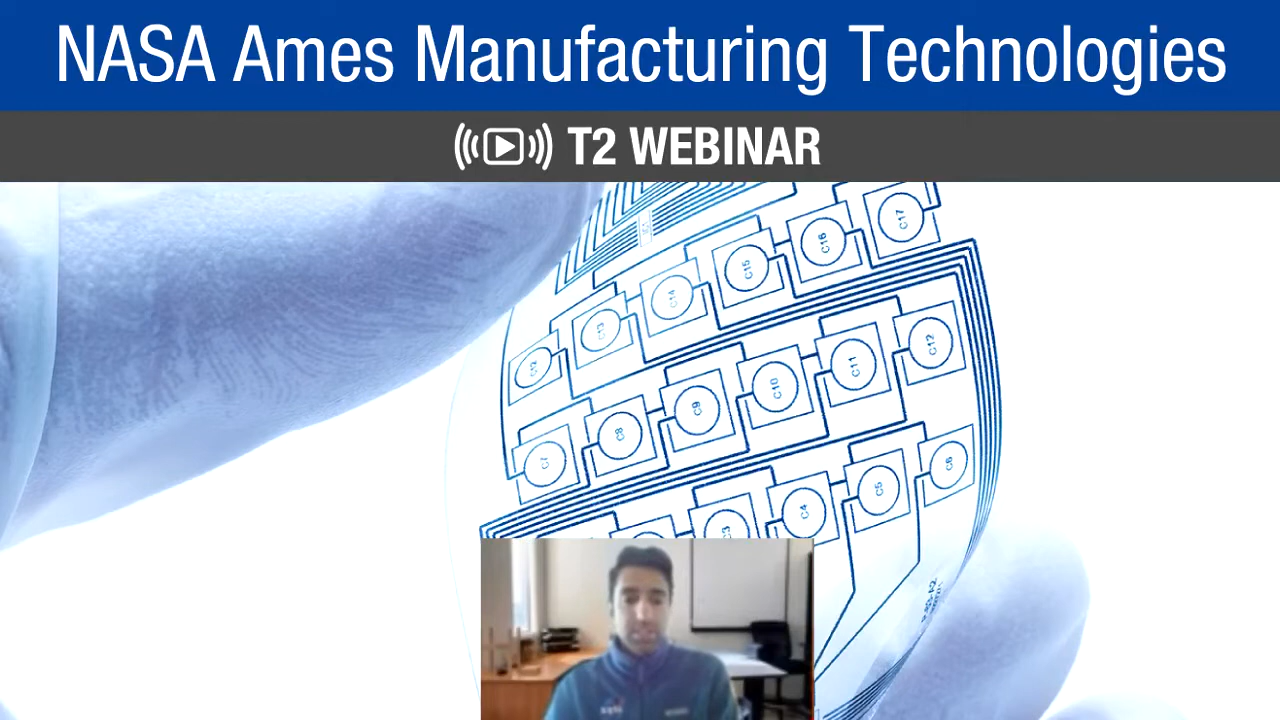 NASA Ames Manufacturing Technologies
T2 WEBINAR
C17
C16
C15
C14
C13
C12
C11
C10
C9
C8
C7
C6
C5
C4
C3